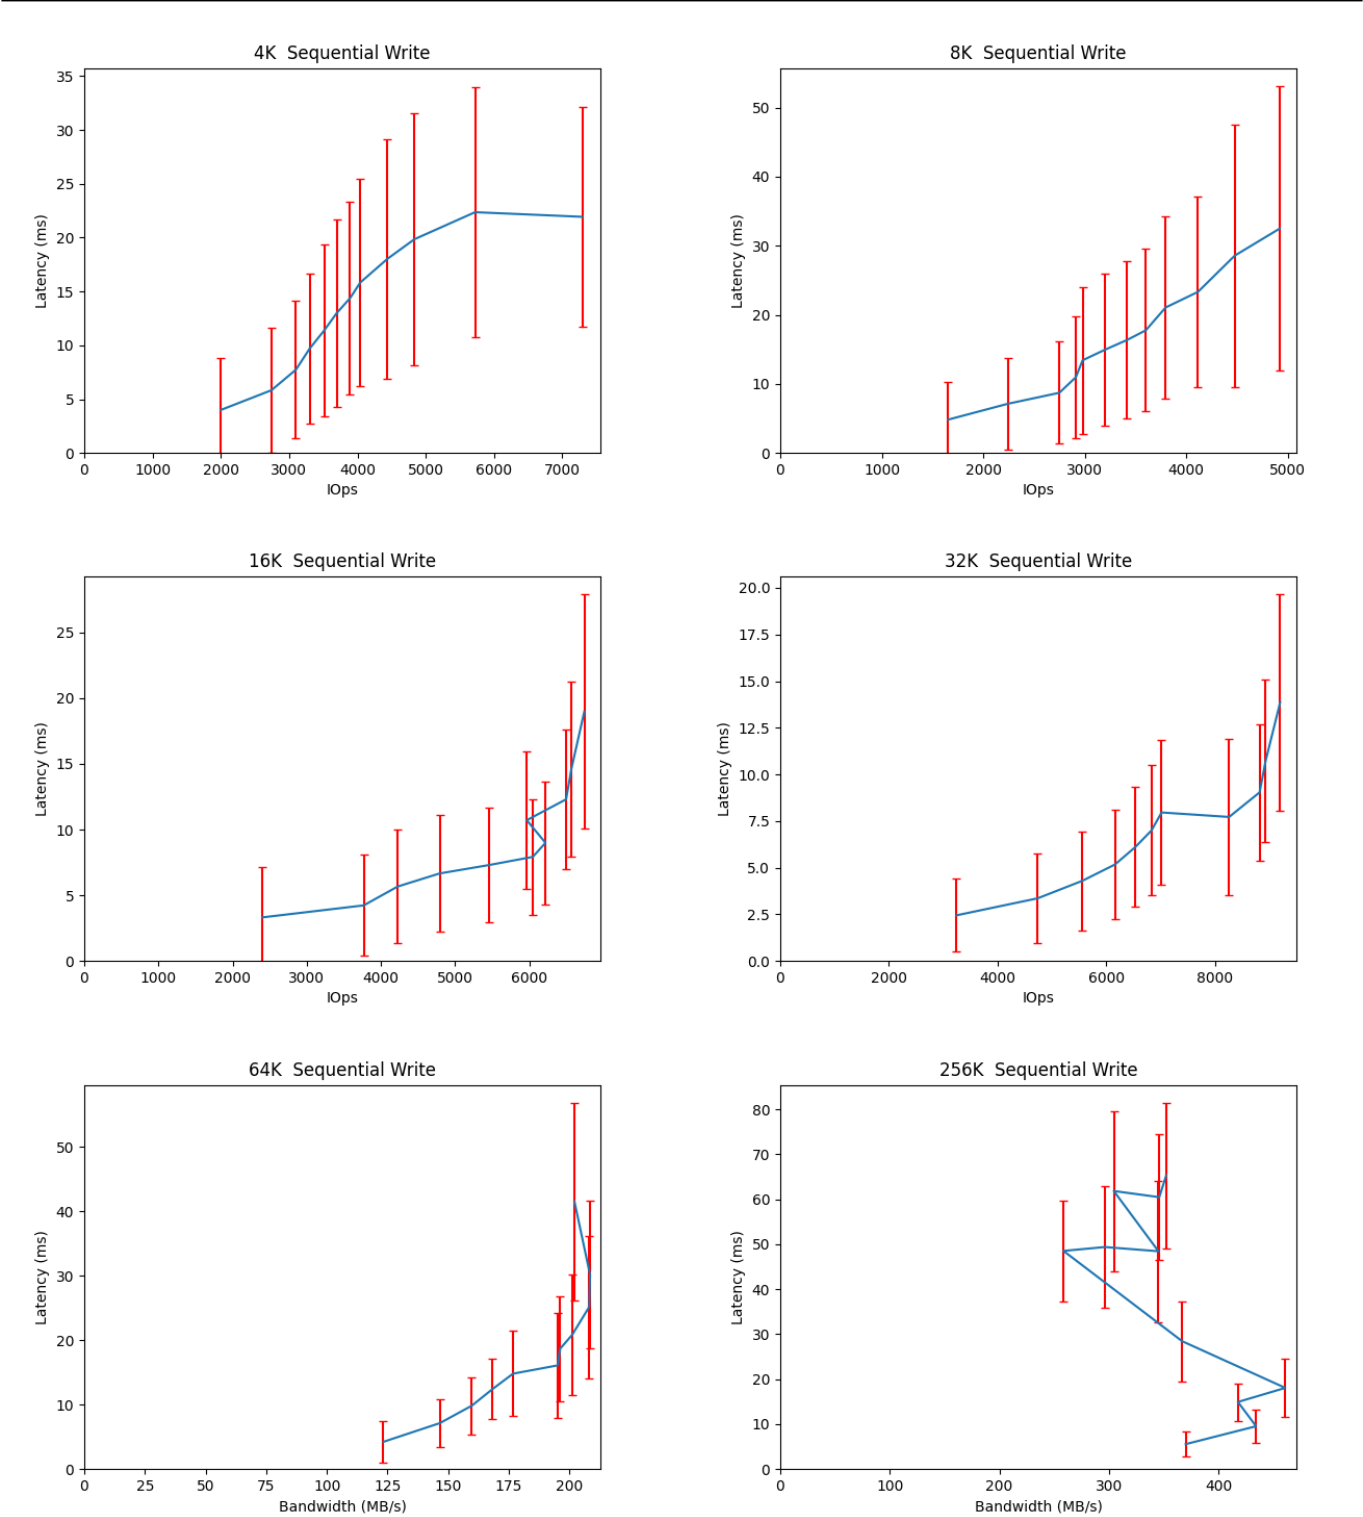 4K  Sequential Write
35
30
25
20
15
10
5
0
Latency (ms)
0 1000 2000 3000 4000 5000 6000 7000
IOps
8K  Sequential Write
50
40
30
20
10
0
Latency (ms)
0 1000 2000 3000 4000 5000
IOps
16K  Sequential Write
25
20
15
10
5
0
Latency (ms)
0 1000 2000 3000 4000 5000 6000
IOps
32K  Sequential Write
20.0
17.5
15.0
12.5
10.0
7.5
5.0
2.5
0.0
Latency (ms)
0 2000 4000 6000 8000
IOps
64K  Sequential Write
50
40
30
20
10
0
Latency (ms)
0 25 50 75 100 125 150 175 200
Bandwidth (MB/s)
256K  Sequential Write
80
70
60
50
40
30
20
10
0
Latency (ms)
0 100 200 300 400
Bandwidth (MB/s)